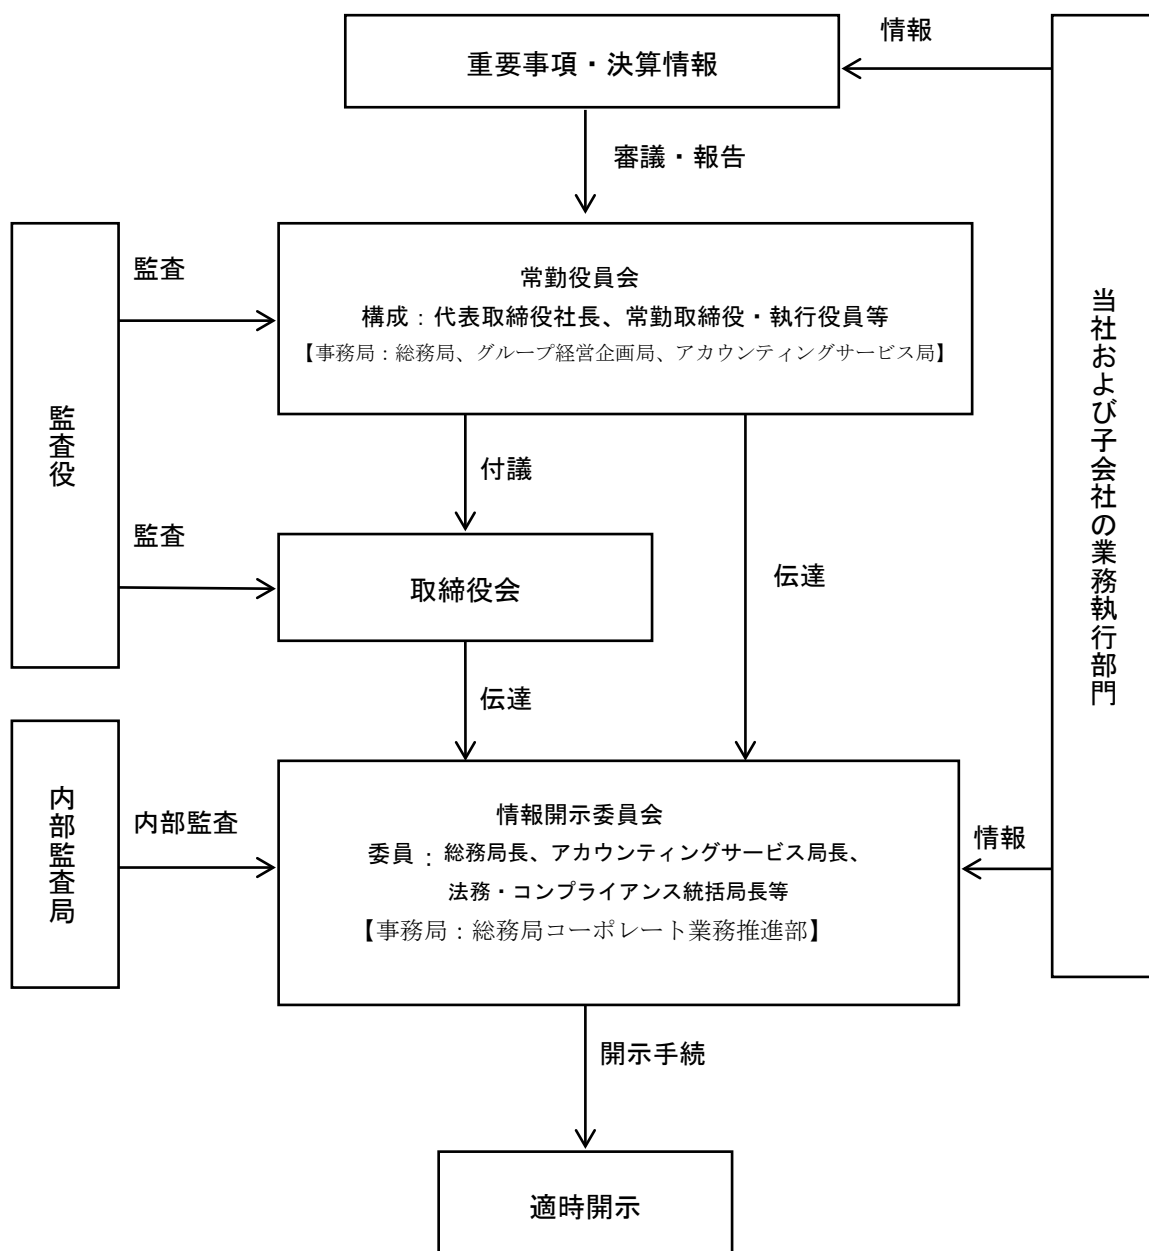 情報
重要事項・決算情報
審議・報告
監査
常勤役員会
構成：代表取締役社長、常勤取締役・執行役員等
【事務局：総務局、グループ経営企画局、アカウンティングサービス局】
監査役
付議
監査
取締役会
伝達
伝達
当社および子会社の業務執行部門
内部監査局
内部監査
情報開示委員会
委員：総務局長、アカウンティングサービス局長、
法務・コンプライアンス統括局長等
【事務局：総務局コーポレート業務推進部】
情報
開示手続
適時開示